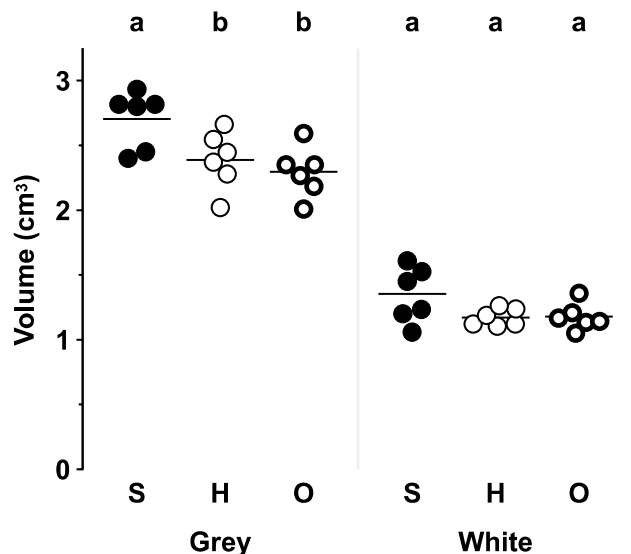 a b b a a a
3
2
1
0
Volume (cm³)
S H O S H O
Grey White